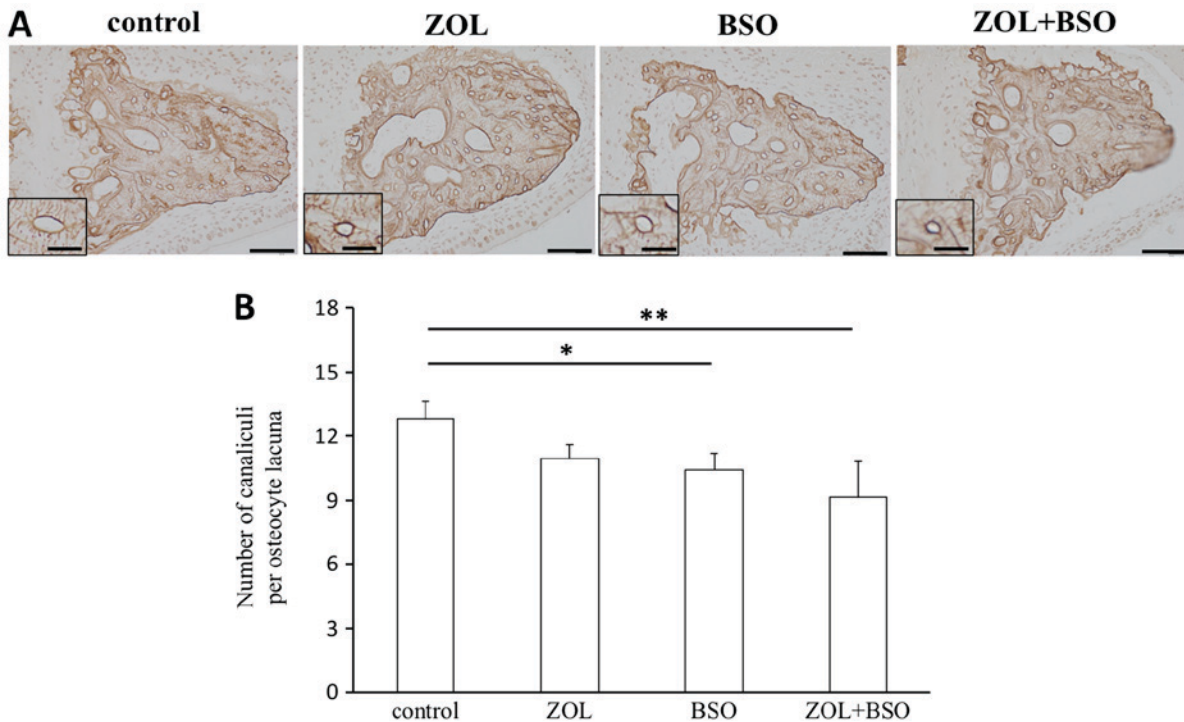 A
control
ZOL
BSO
ZOL+BSO
B
Number of canaliculi
per osteocyte lacuna
18
15
12
9
6
3
0
**
*
control
ZOL
BSO
ZOL+BSO